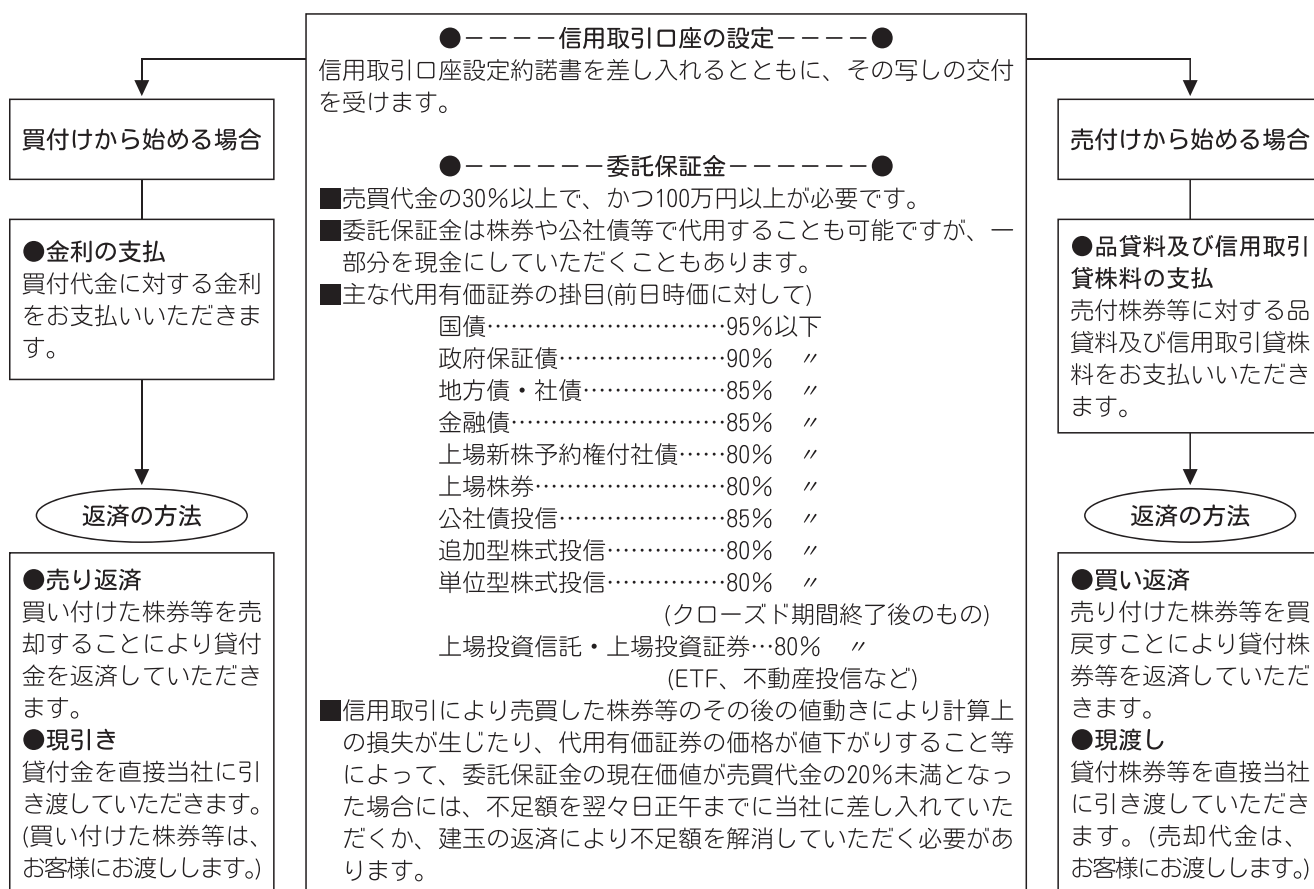 ●－－－－信用取引口座の設定－－－－●
信用取引口座設定約諾書を差し入れるとともに、その写しの交付
を受けます。
●－－－－－－委託保証金－－－－－－●
■売買代金の30％以上で、かつ100万円以上が必要です。
■委託保証金は株券や公社債等で代用することも可能ですが、一
部分を現金にしていただくこともあります。
■主な代用有価証券の掛目(前日時価に対して)
国債…………………………95％以下
政府保証債…………………90％　〃
地方債・社債………………85％　〃
金融債………………………85％　〃
上場新株予約権付社債……80％　〃
上場株券……………………80％　〃
公社債投信…………………85％　〃
追加型株式投信……………80％　〃
単位型株式投信……………80％　〃
(クローズド期間終了後のもの)
上場投資信託・上場投資証券…80％　〃
(ETF、不動産投信など)
■信用取引により売買した株券等のその後の値動きにより計算上
の損失が生じたり、代用有価証券の価格が値下がりすること等
によって、委託保証金の現在価値が売買代金の20％未満となっ
た場合には、不足額を翌々日正午までに当社に差し入れていた
だくか、建玉の返済により不足額を解消していただく必要があ
ります。
買付けから始める場合
●金利の支払
買付代金に対する金利
をお支払いいただきま
す。
返済の方法
●売り返済
買い付けた株券等を売
却することにより貸付
金を返済していただき
ます。
●現引き
貸付金を直接当社に引
き渡していただきます。
(買い付けた株券等は、
お客様にお渡しします。)
売付けから始める場合
●品貸料及び信用取引
貸株料の支払
売付株券等に対する品
貸料及び信用取引貸株
料をお支払いいただき
ます。
返済の方法
●買い返済
売り付けた株券等を買
戻すことにより貸付株
券等を返済していただ
きます。
●現渡し
貸付株券等を直接当社
に引き渡していただき
ます。(売却代金は、
お客様にお渡しします。)